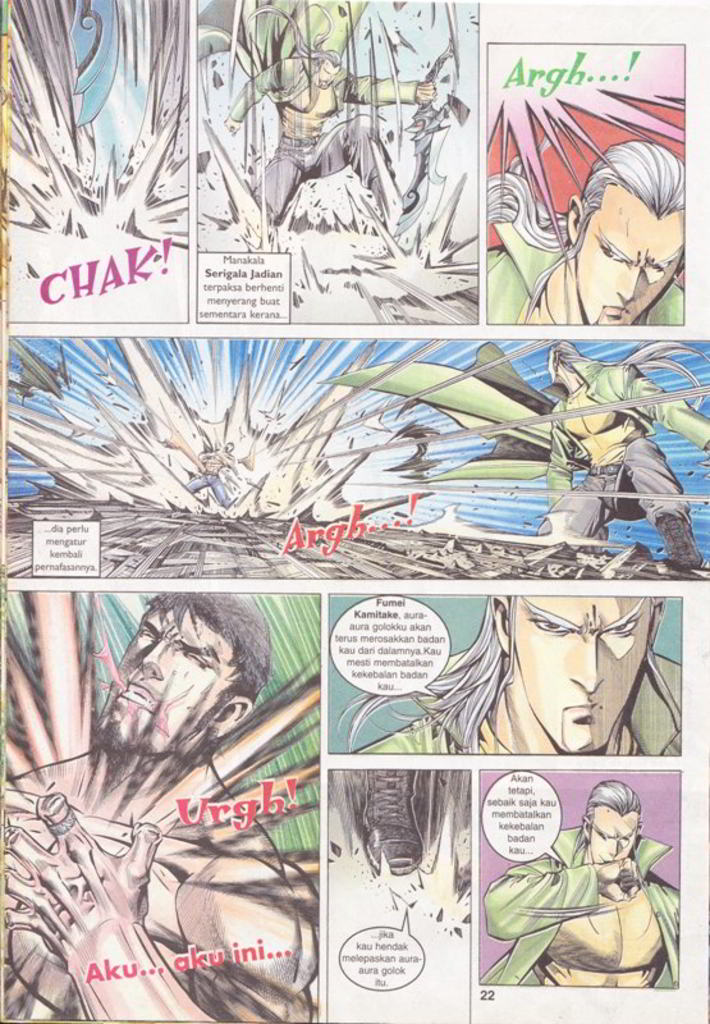 CHAK!
Manakala
Serigala Jadian
terpaksa berhenti
menyerang buat
sementara kerana...
Argh...!
...dia perlu
mengatur
kembali
pernafasannya.
Argh....!
Urgh!
Aku... aku ini...
Fumei
Kamitake, aura-
aura golokku akan
terus merosakkan badan
kau dari dalamnya. Kau
mesti membatalkan
kekebalan badan
kau...
...jika
kau hendak
melepaskan aura-
aura golok
itu.
Akan
tetapi,
sebaik saja kau
membatalkan
kekebalan
badan
kau...
22